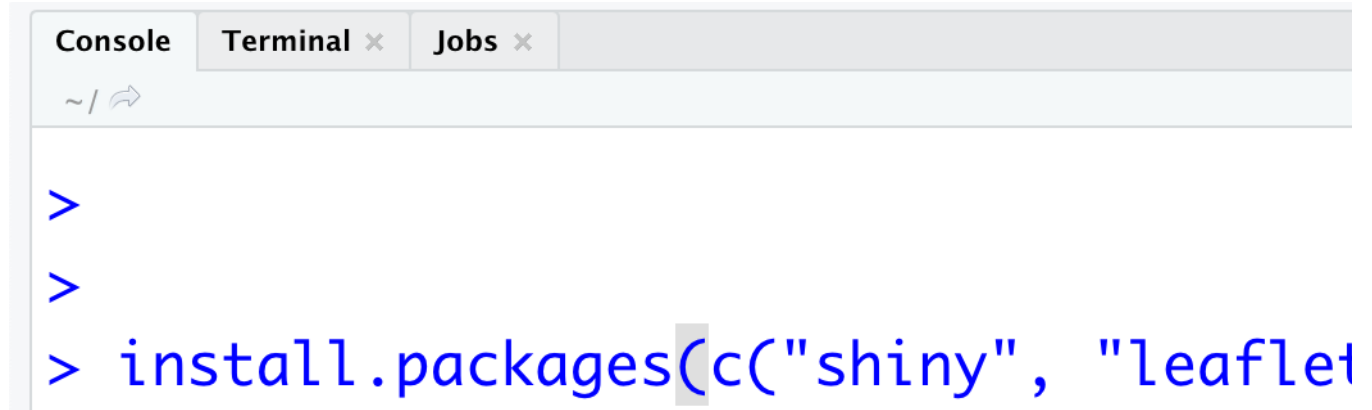 Console Terminal × Jobs ×
~/
>
>
> install.packages(c("shiny", "leaflet